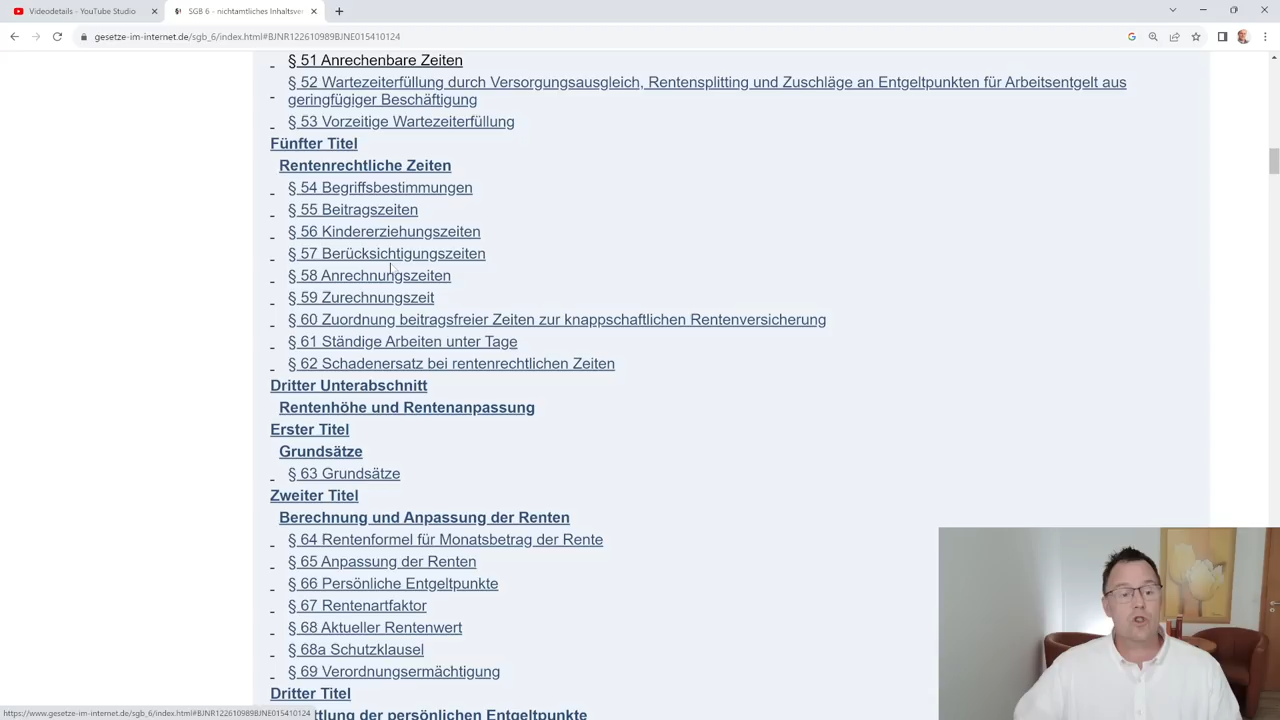 Videodetails - YouTube Studio
SGB 6 - nichtamtliches Inhaltsver
gesetze-im-internet.de/sgb_6/index.html#BJNR122610989BJNE015410124
§ 51 Anrechenbare Zeiten
§ 52 Wartezeiterfüllung durch Versorgungsausgleich, Rentensplitting und Zuschläge an Entgeltpunkten für Arbeitsentgelt aus
geringfügiger Beschäftigung
§ 53 Vorzeitige Wartezeiterfüllung
Fünfter Titel
Rentenrechtliche Zeiten
§ 54 Begriffsbestimmungen
§ 55 Beitragszeiten
§ 56 Kindererziehungszeiten
§ 57 Berücksichtigungszeiten
§ 58 Anrechnungszeiten
§ 59 Zurechnungszeit
§ 60 Zuordnung beitragsfreier Zeiten zur knappschaftlichen Rentenversicherung
§ 61 Ständige Arbeiten unter Tage
§ 62 Schadenersatz bei rentenrechtlichen Zeiten
Dritter Unterabschnitt
Rentenhöhe und Rentenanpassung
Erster Titel
Grundsätze
§ 63 Grundsätze
Zweiter Titel
Berechnung und Anpassung der Renten
§ 64 Rentenformel für Monatsbetrag der Rente
§ 65 Anpassung der Renten
§ 66 Persönliche Entgeltpunkte
§ 67 Rentenartfaktor
§ 68 Aktueller Rentenwert
§ 68a Schutzklausel
§ 69 Verordnungsermächtigung
Dritter Titel
ttlung der persönlichen Entgeltpunkte
https://www.gesetze-im-internet.de/sgb_6/index.html#BJNR122610989BJNE015410124